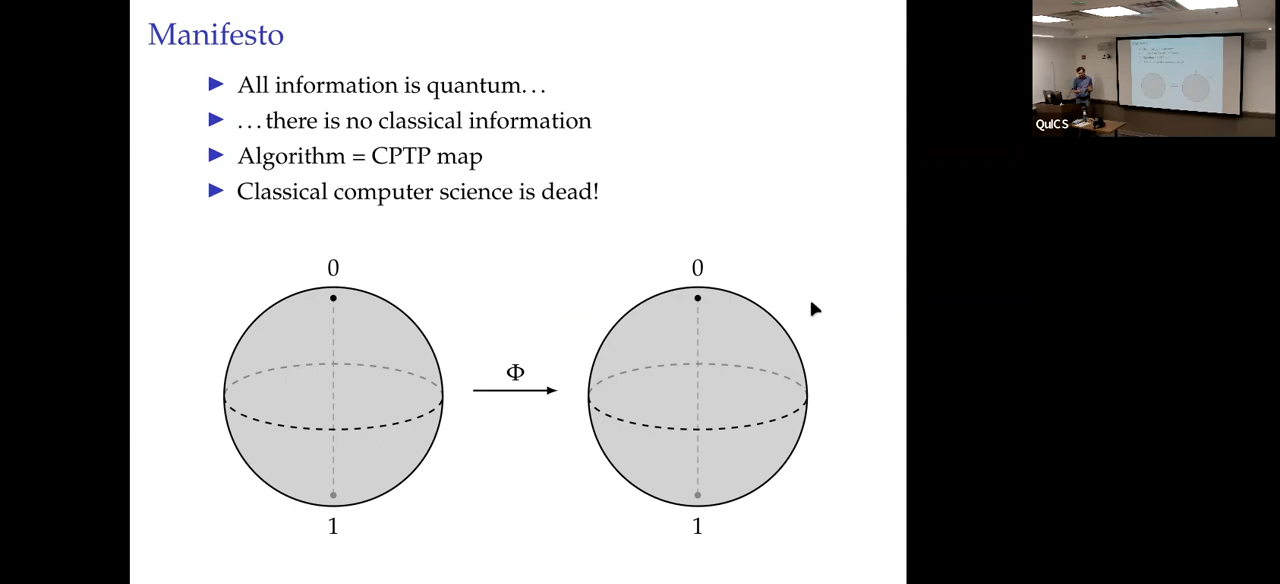 Manifesto
All information is quantum...
...there is no classical information
Algorithm = CPTP map
Classical computer science is dead!
0
0
Φ
1
1
QuICS